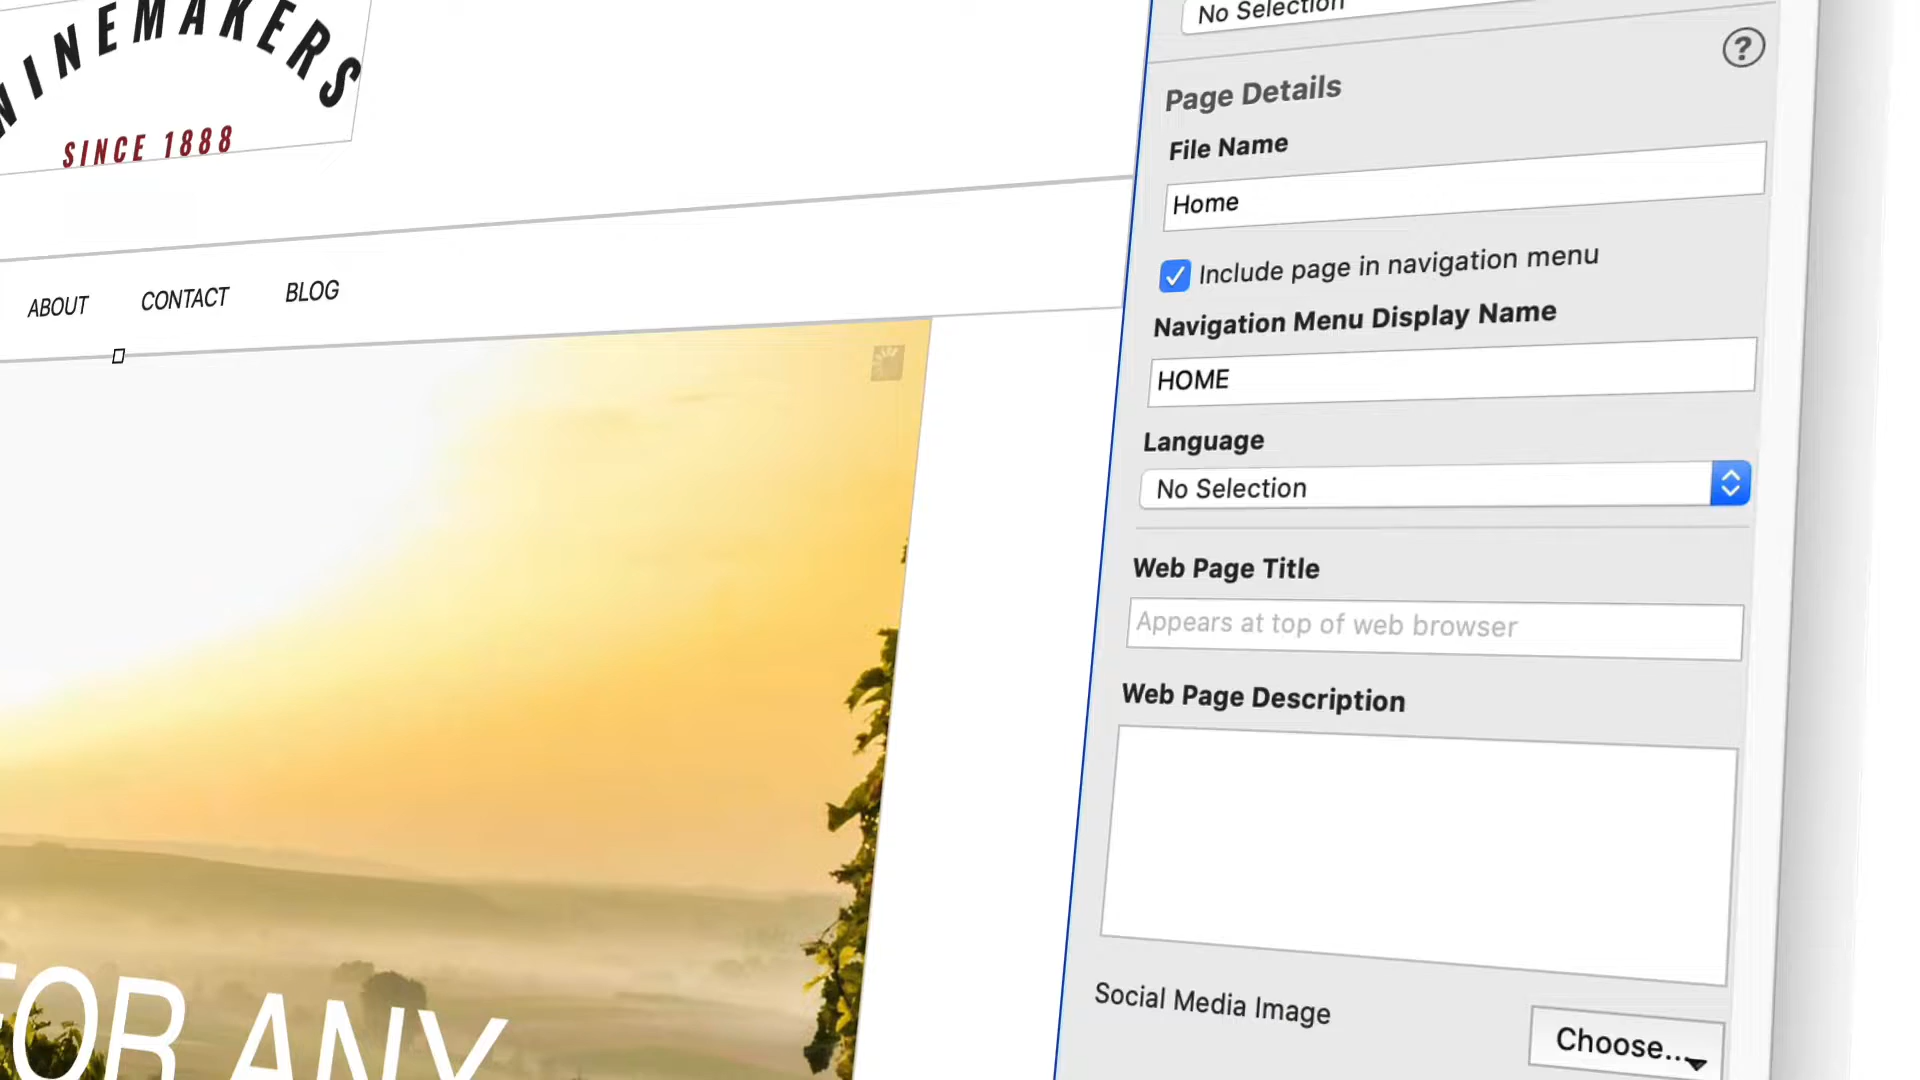 WINEMAKERS
SINCE 1888
ABOUT CONTACT BLOG
FOR ANY
No Selection
?
Page Details
File Name
Home
Include page in navigation menu
Navigation Menu Display Name
HOME
Language
No Selection
Web Page Title
Appears at top of web browser
Web Page Description
Social Media Image
Choose...